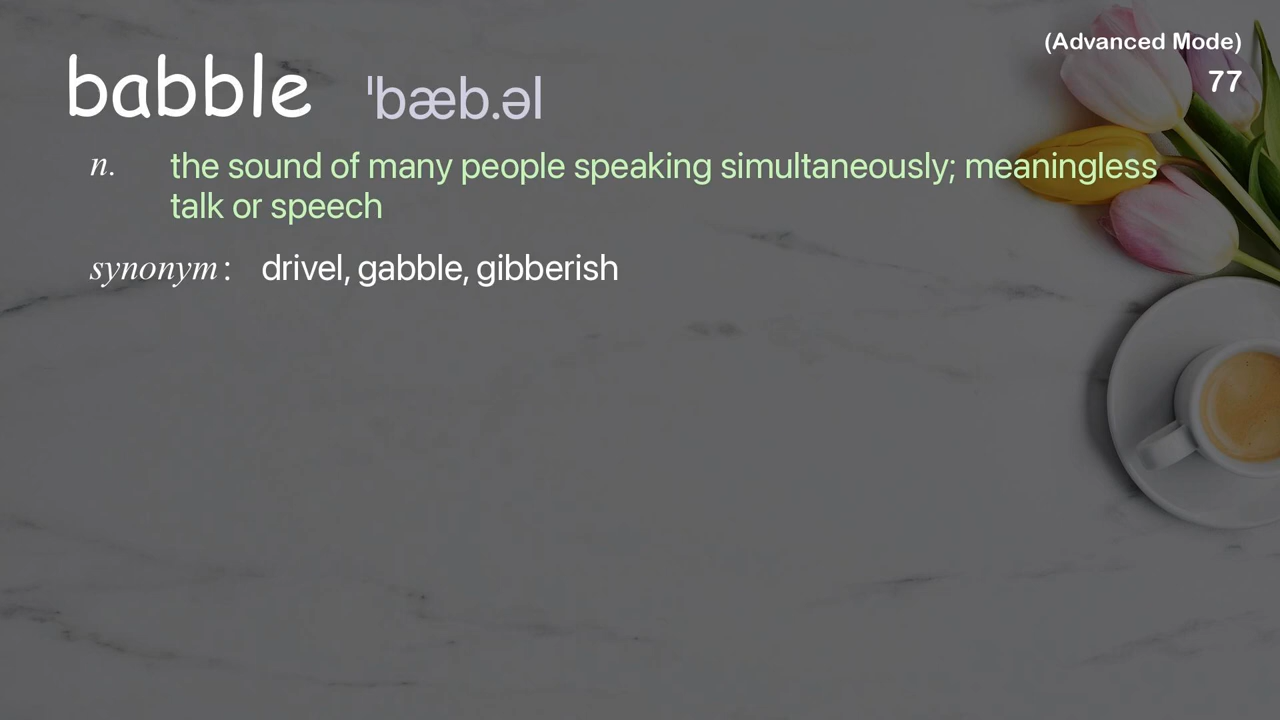 (Advanced Mode)
77
babble ˈbæb.əl
n. the sound of many people speaking simultaneously; meaningless
talk or speech
synonym: drivel, gabble, gibberish